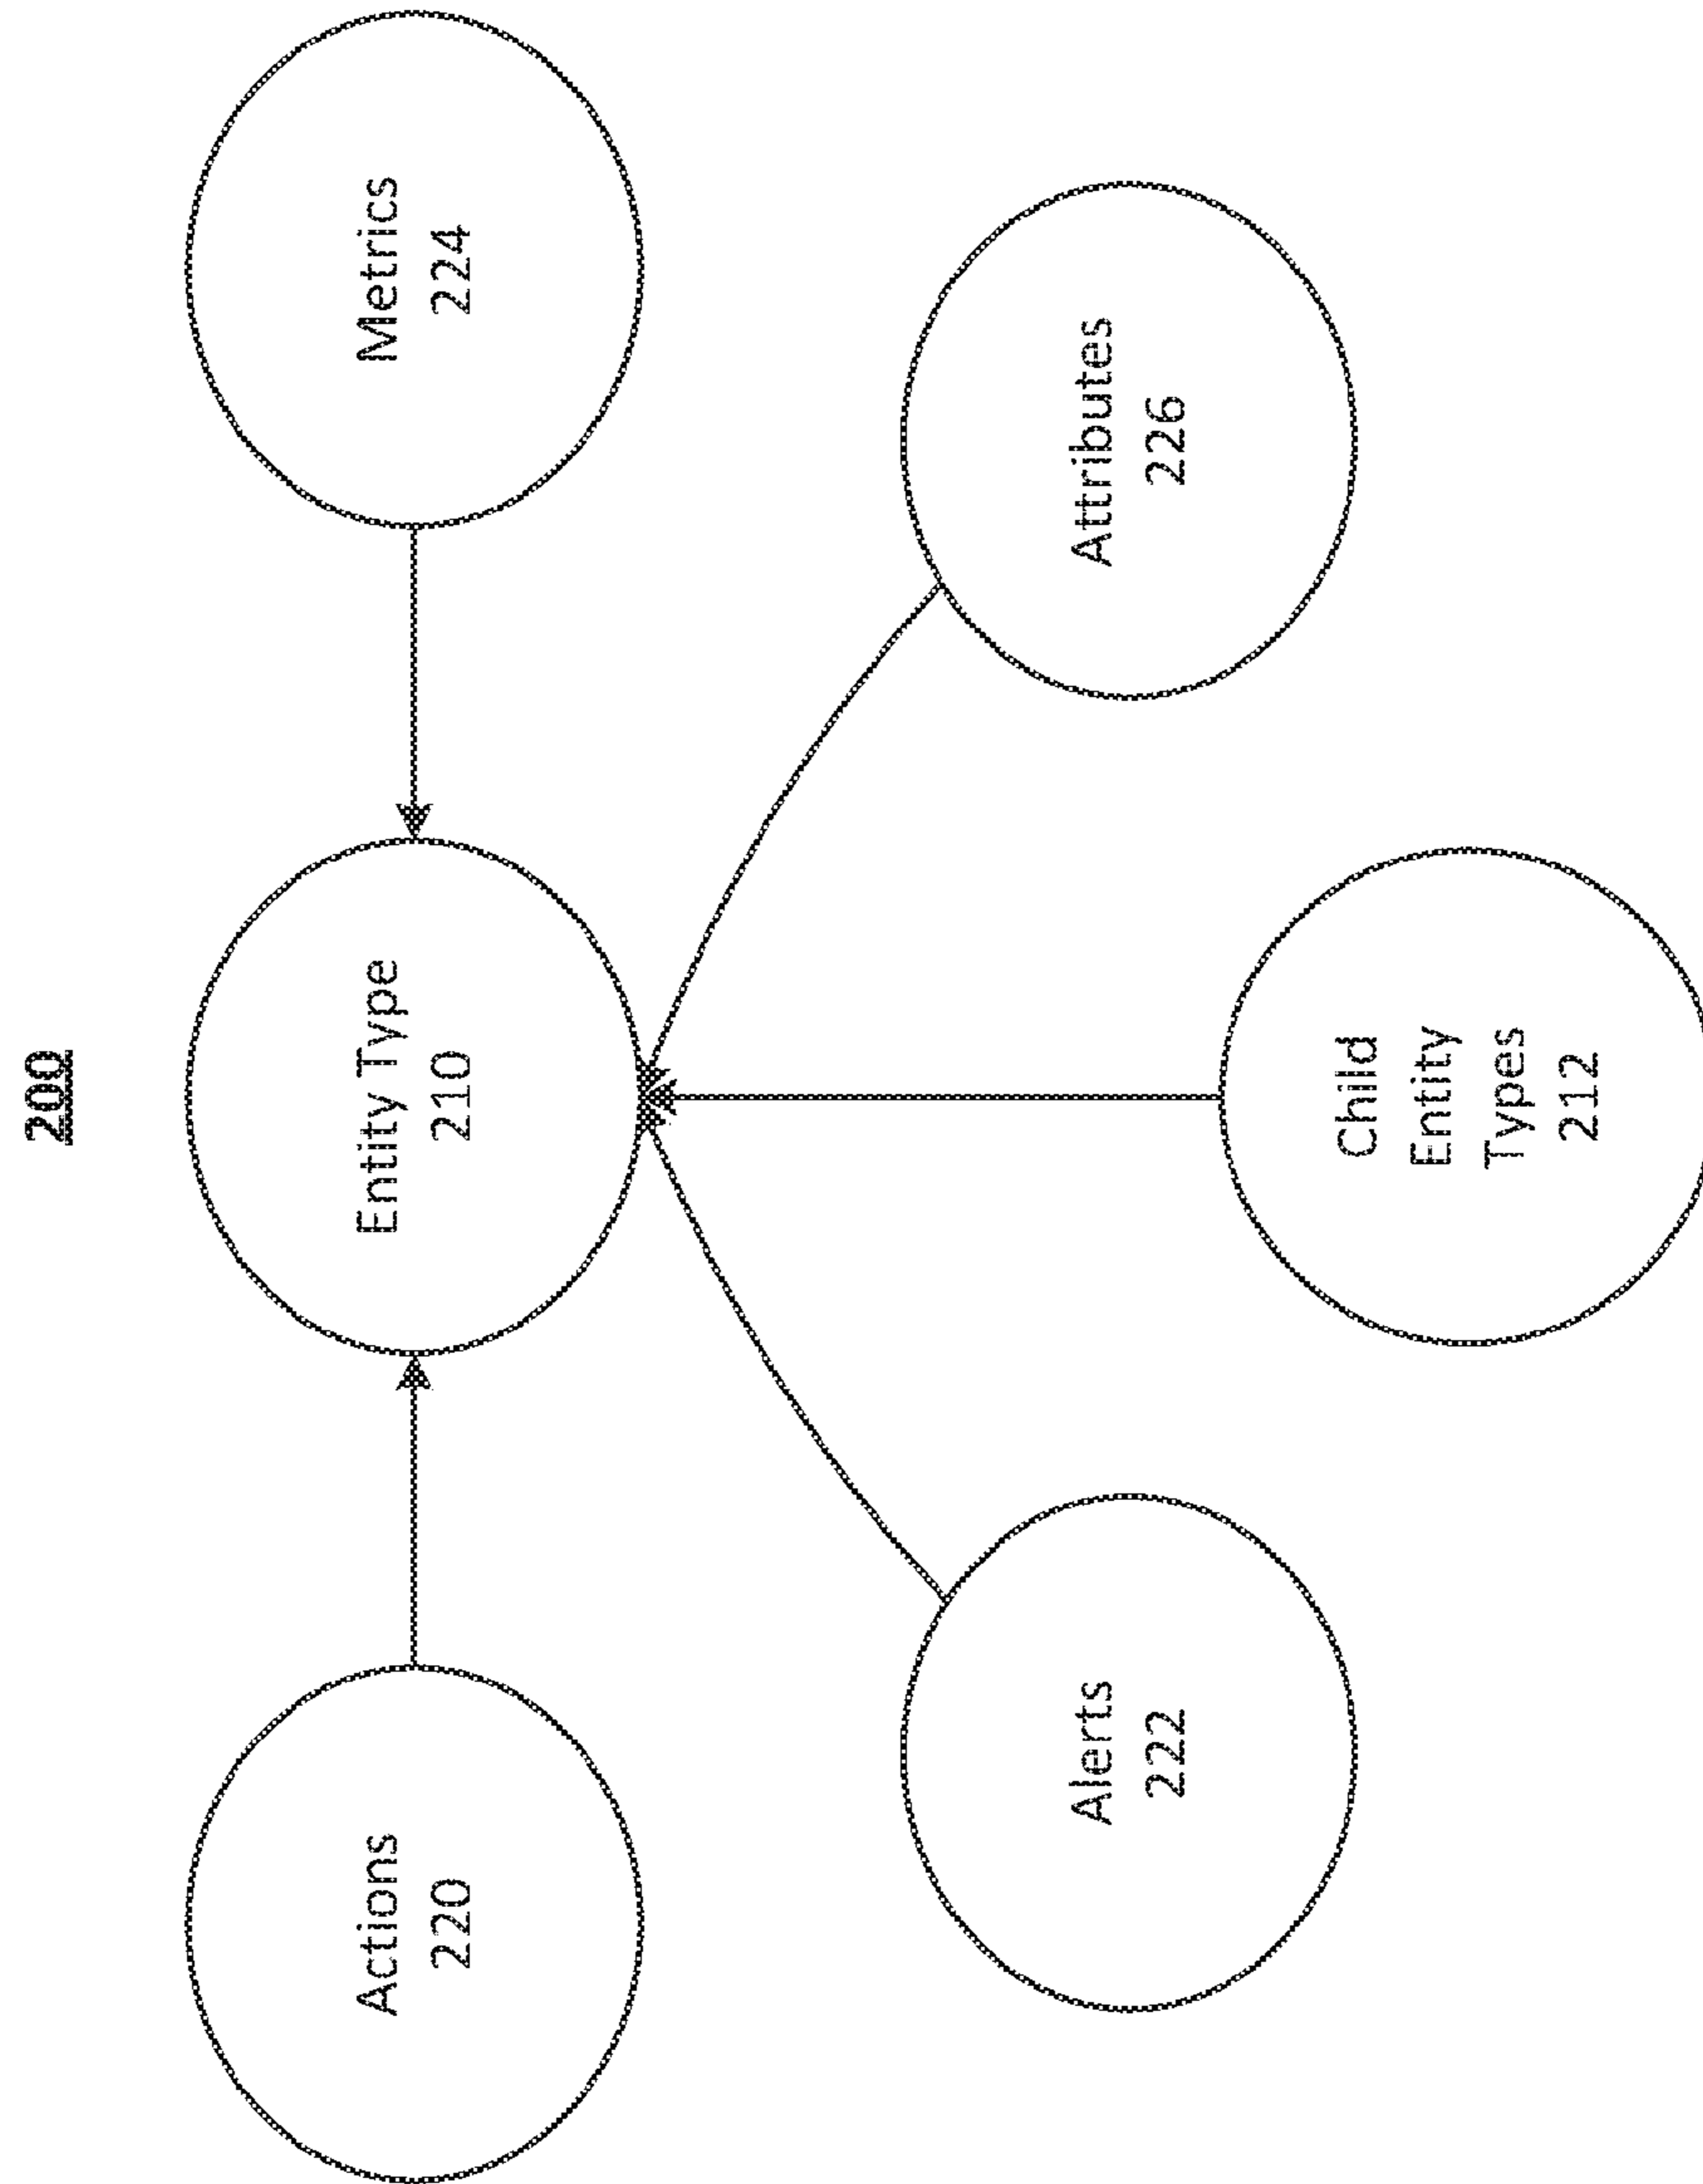 200
Actions
220
Entity Type
210
Metrics
224
Alerts
222
Attributes
226
Child
Entity
Types
212